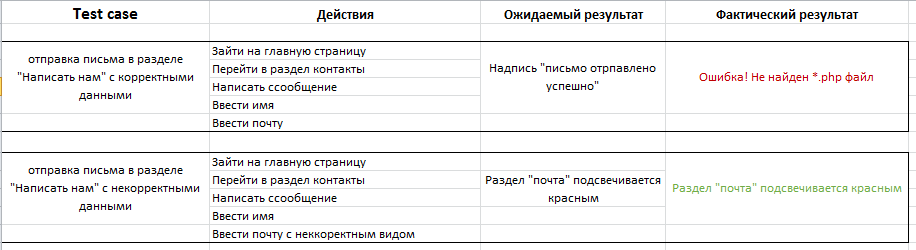 Test case Действия Ожидаемый результат Фактический результат
отправка письма в разделе
"Написать нам" с корректными
данными
Зайти на главную страницу
Перейти в раздел контакты
Написать ссообщение
Ввести имя
Ввести почту
Надпись "письмо отрпавлено
успешно"
Ошибка! Не найден *.php файл
отправка письма в разделе
"Написать нам" с некорректными
данными
Зайти на главную страницу
Перейти в раздел контакты
Написать ссообщение
Ввести имя
Ввести почту с неккоректным видом
Раздел "почта" подсвечивается
красным
Раздел "почта" подсвечивается красным